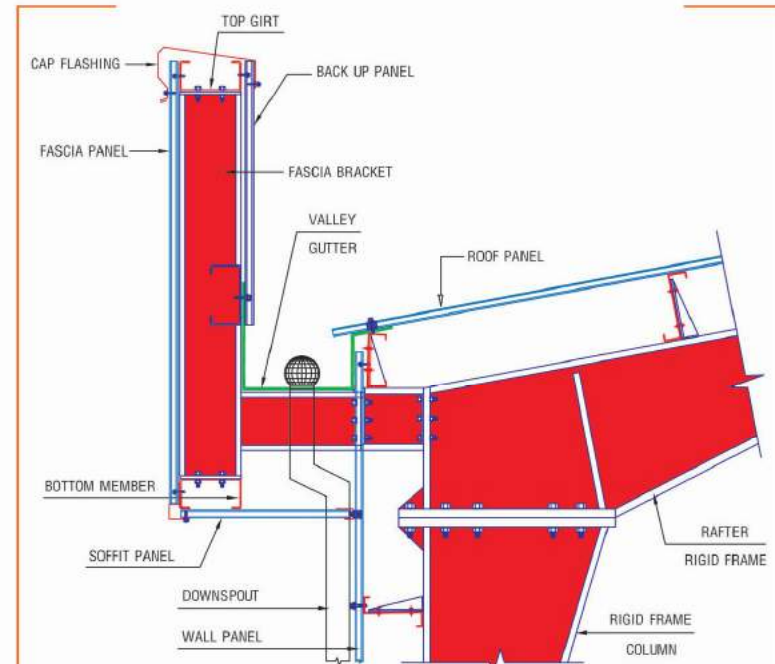 TOP GIRT
CAP FLASHING
BACK UP PANEL
FASCIA PANEL
FASCIA BRACKET
VALLEY
GUTTER
ROOF PANEL
BOTTOM MEMBER
SOFFIT PANEL
RAFTER
RIGID FRAME
DOWNSPOUT
RIGID FRAME
WALL PANEL
COLUMN